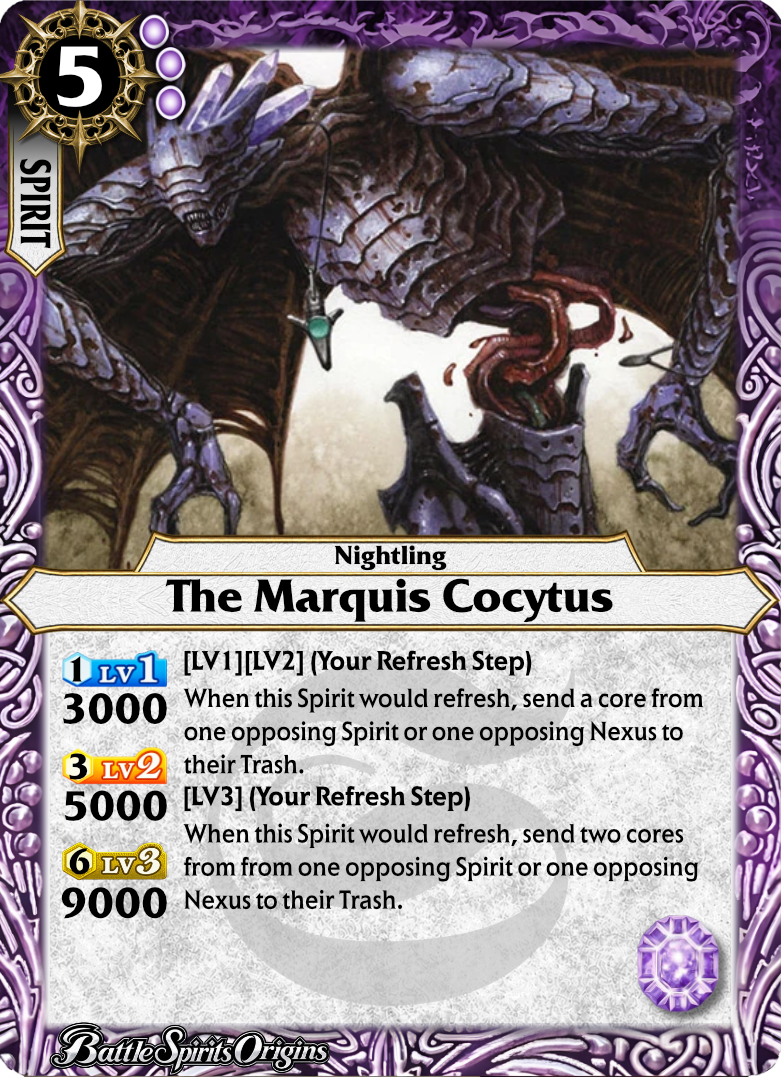 5
SPIRIT
Nightling
The Marquis Cocytus
1 LV1
3000
3 LV2
5000
6 LV3
9000
[LV1][LV2] (Your Refresh Step)
When this Spirit would refresh, send a core from
one opposing Spirit or one opposing Nexus to
their Trash.
[LV3] (Your Refresh Step)
When this Spirit would refresh, send two cores
from from one opposing Spirit or one opposing
Nexus to their Trash.
Battle Spirits Origins